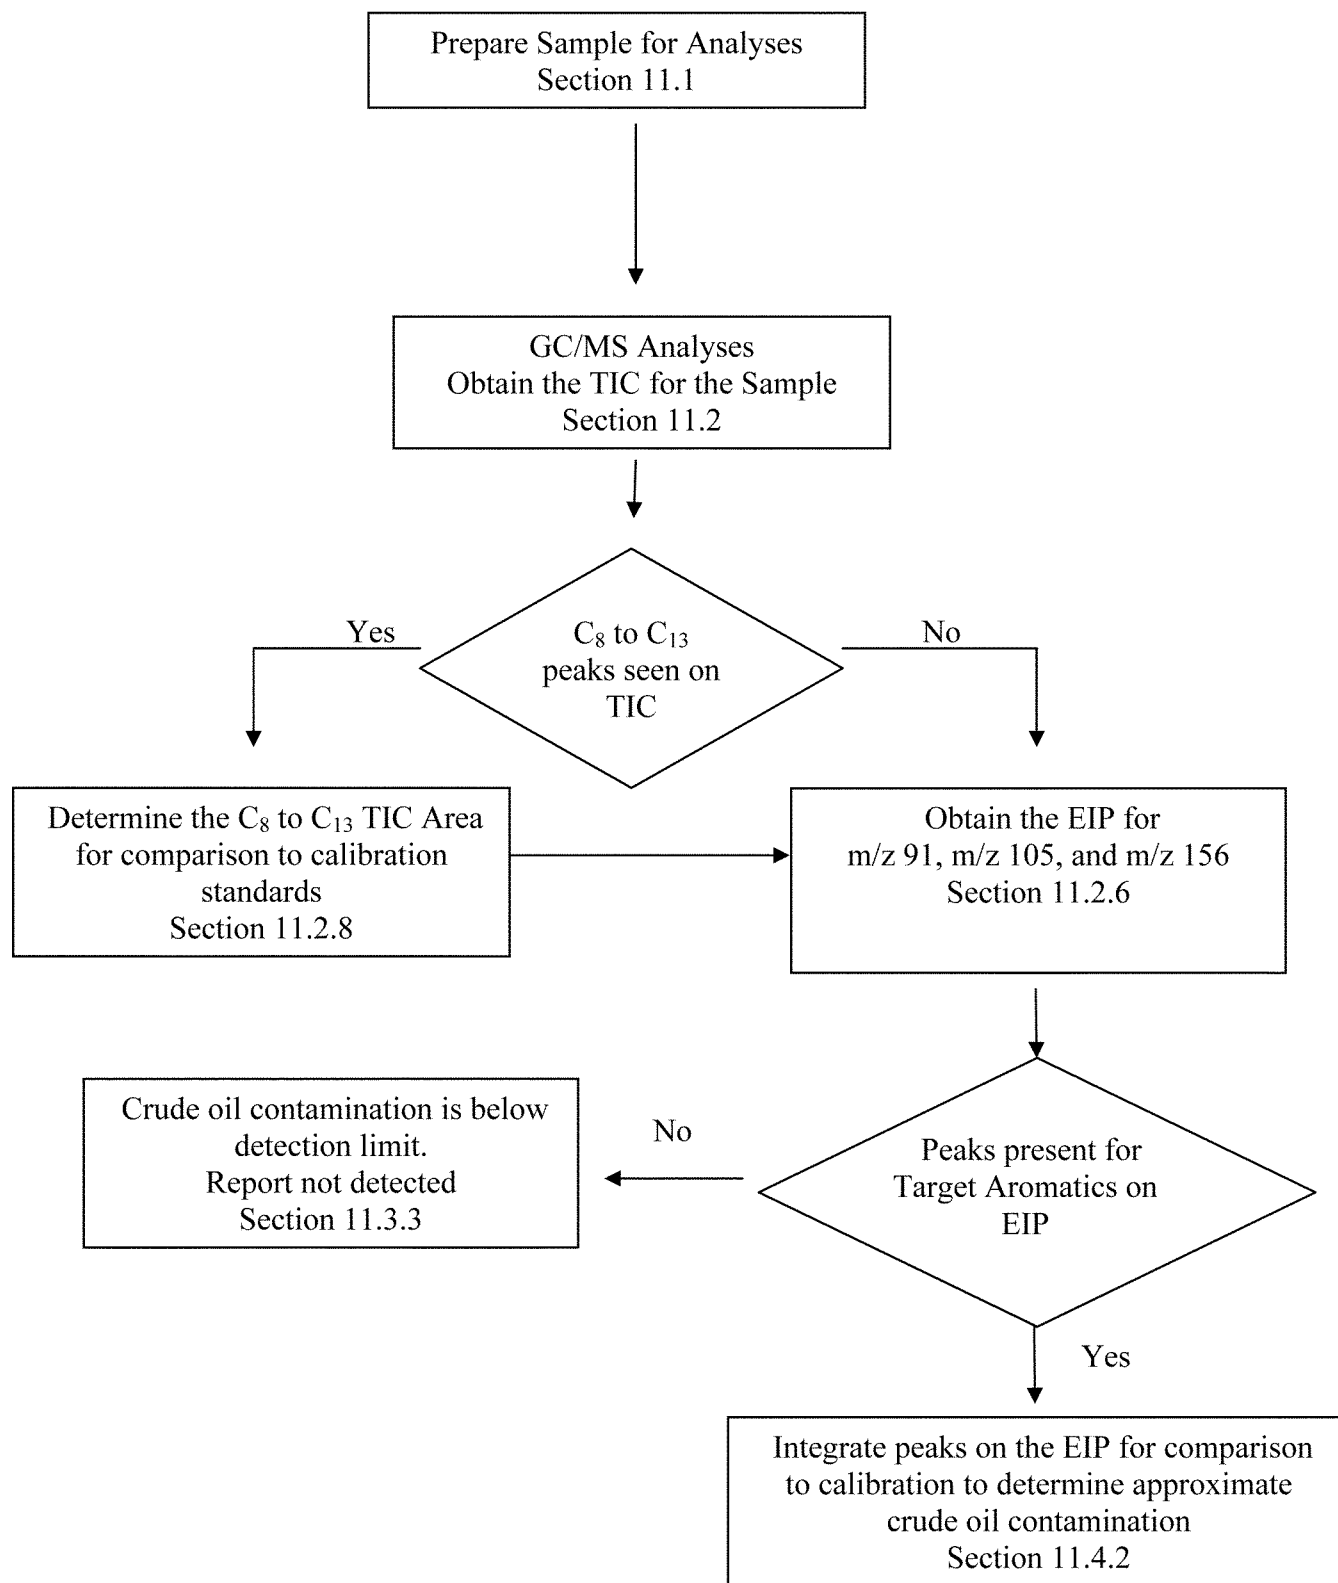 Prepare Sample for Analyses
Section 11.1
GC/MS Analyses
Obtain the TIC for the Sample
Section 11.2
Yes
C₈ to C₁₃
peaks seen on
TIC
No
Determine the C₈ to C₁₃ TIC Area
for comparison to calibration
standards
Section 11.2.8
Obtain the EIP for
m/z 91, m/z 105, and m/z 156
Section 11.2.6
Crude oil contamination is below
detection limit.
Report not detected
Section 11.3.3
No
Peaks present for
Target Aromatics on
EIP
Yes
Integrate peaks on the EIP for comparison
to calibration to determine approximate
crude oil contamination
Section 11.4.2